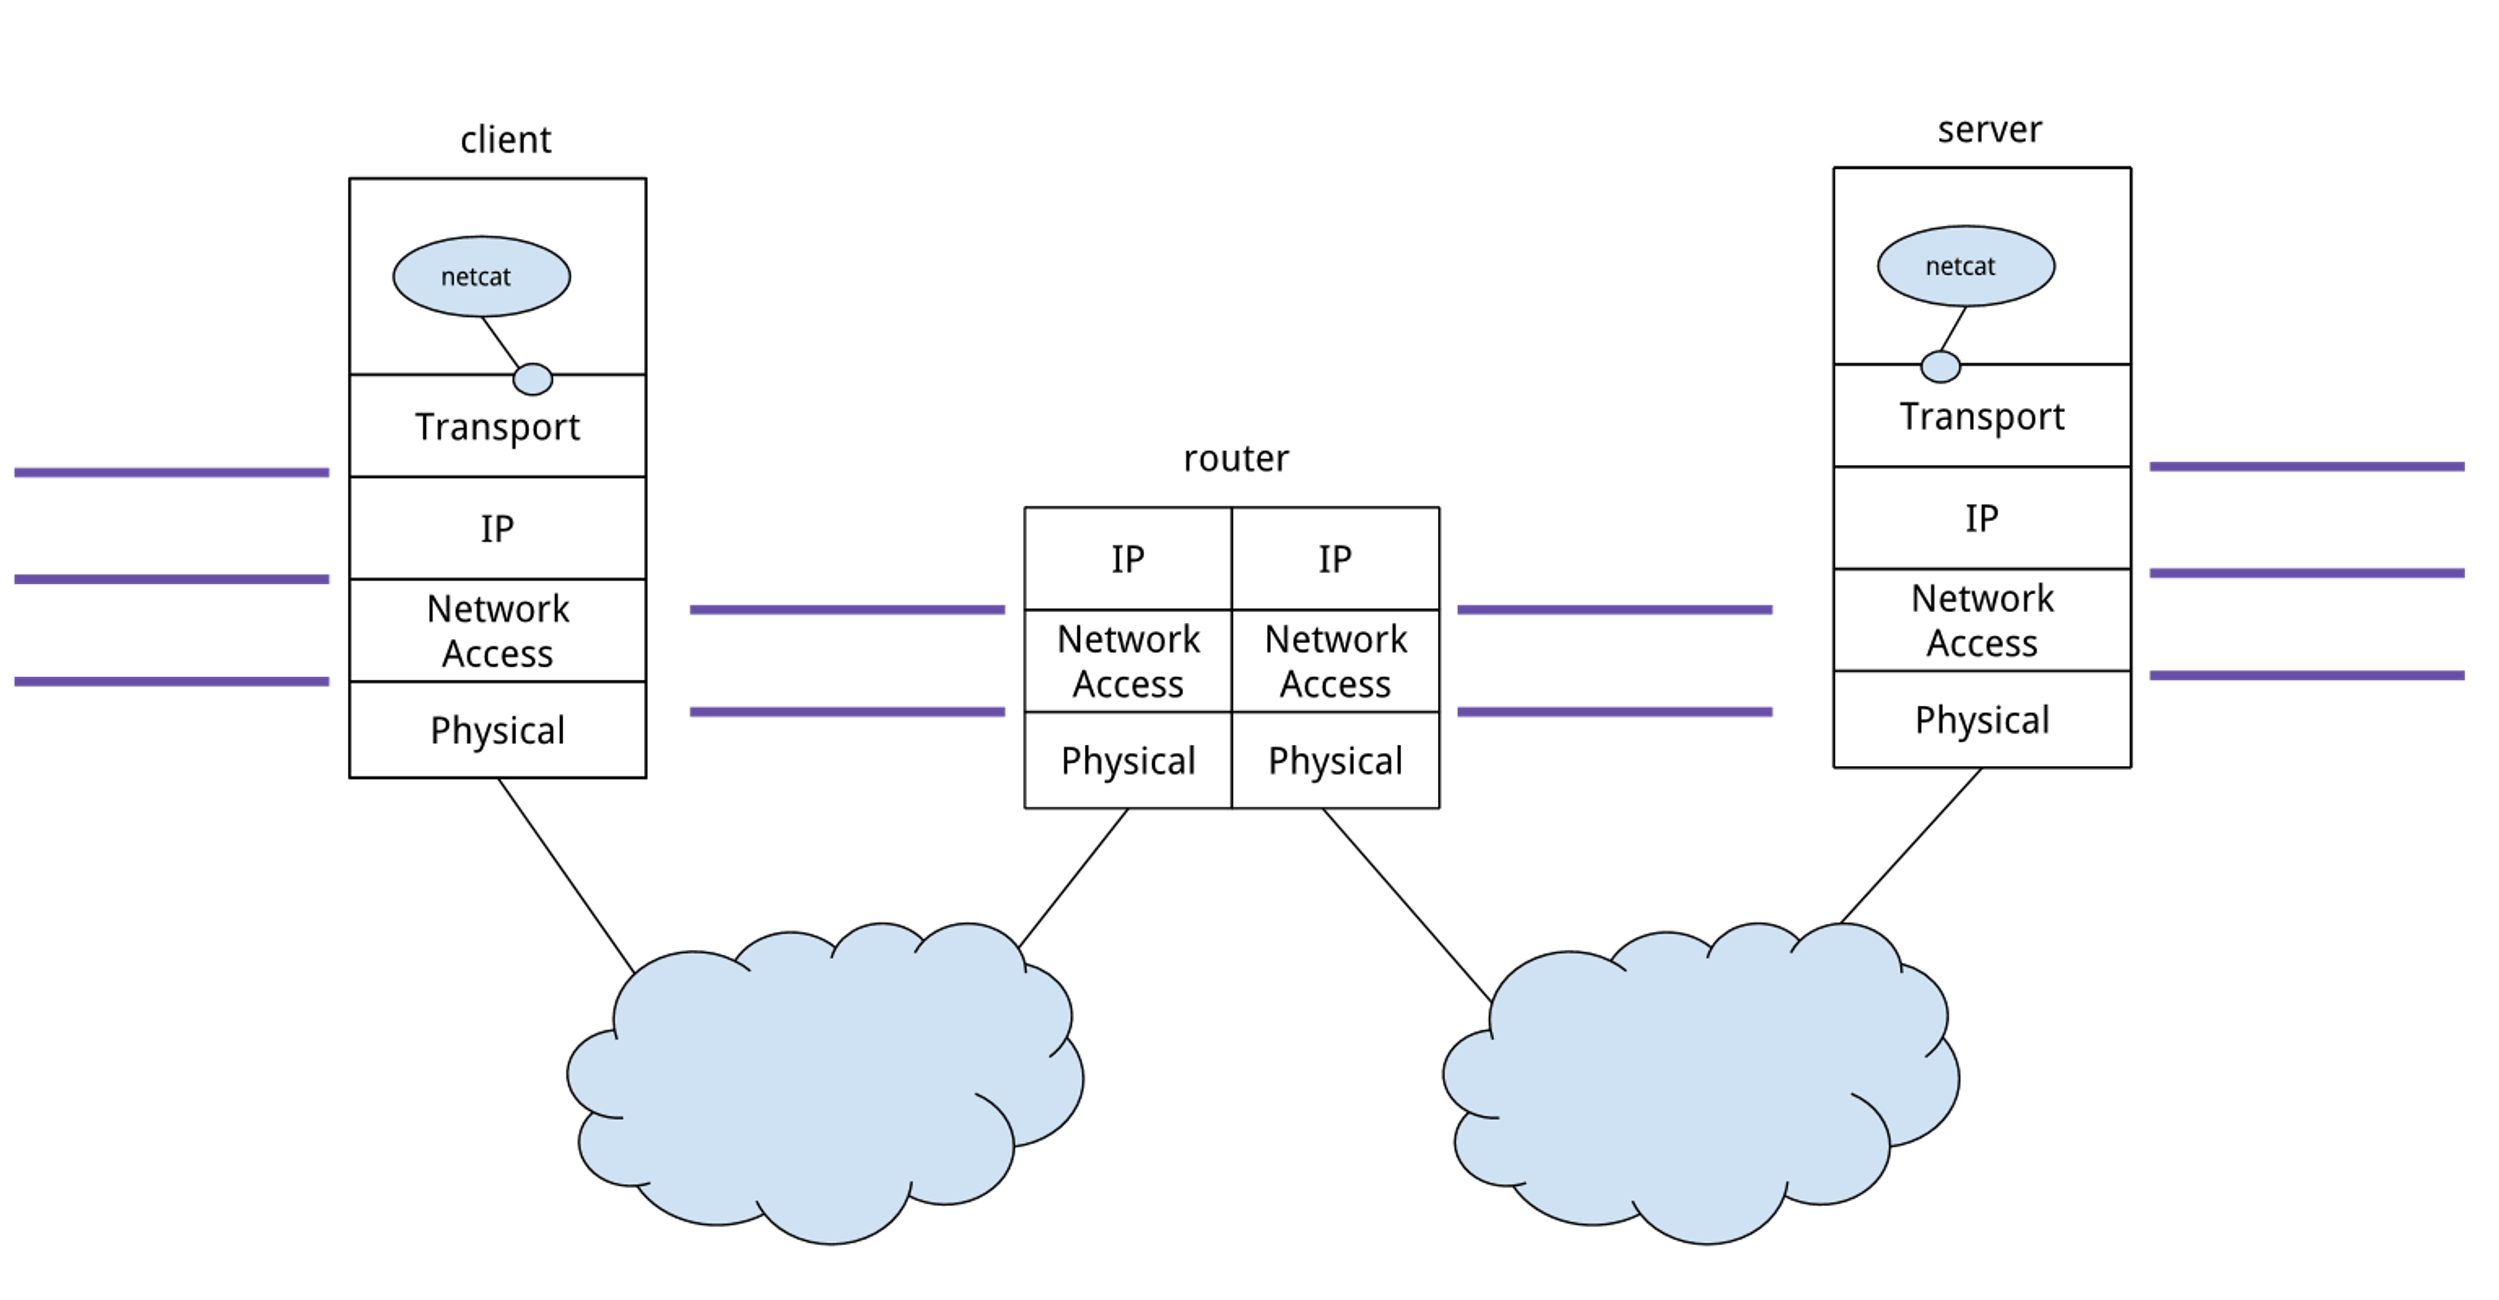 client
netcat
Transport
IP
Network
Access
Physical
router
IP
IP
Network
Access
Network
Access
Physical
Physical
server
netcat
Transport
IP
Network
Access
Physical